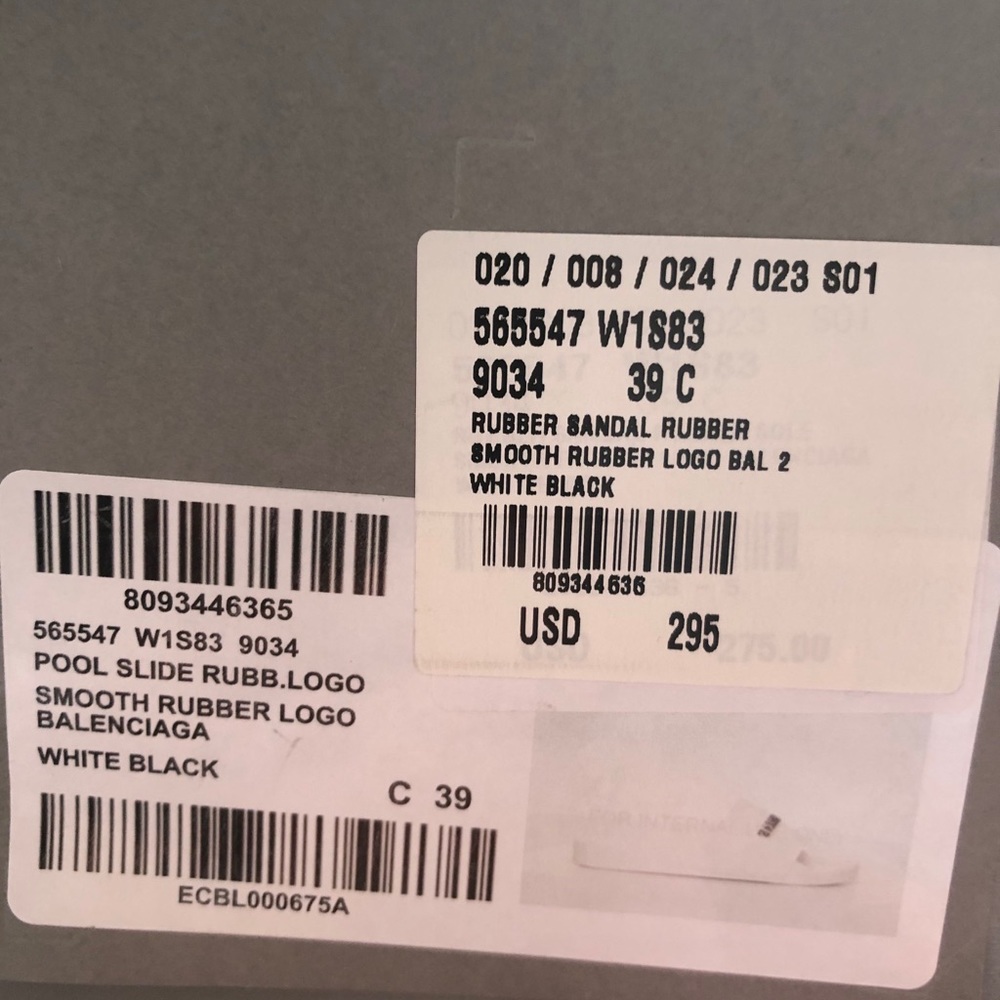 020 / 008 / 024 / 023 S01
565547 W1S83
9034 39 C
RUBBER SANDAL RUBBER
SMOOTH RUBBER LOGO BAL 2
WHITE BLACK
809344636
USD 295
275.00
8093446365
565547 W1S83 9034
POOL SLIDE RUBB.LOGO
SMOOTH RUBBER LOGO
BALENCIAGA
WHITE BLACK
C 39
ECBL000675A